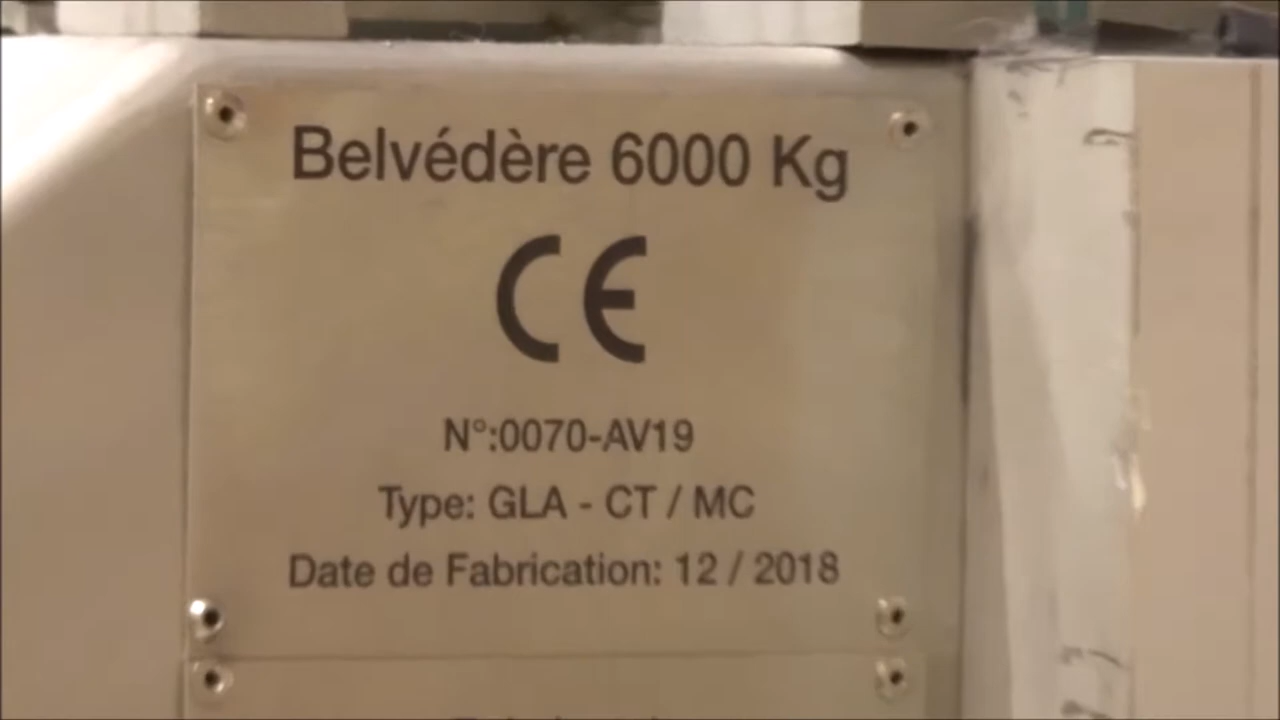 Belvédère 6000 Kg
CE
N°:0070-AV19
Type: GLA - CT / MC
Date de Fabrication: 12 / 2018